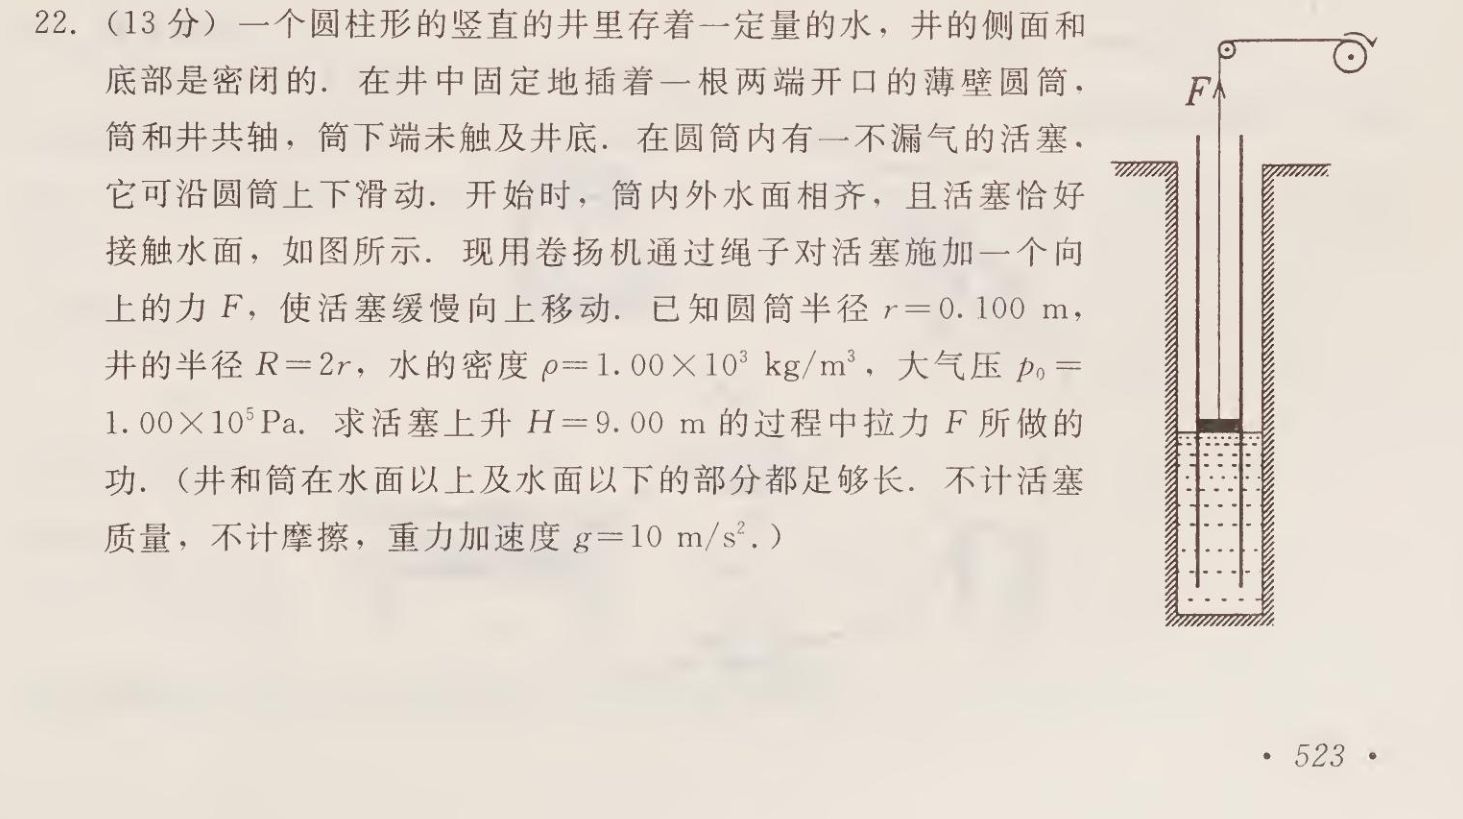 22. (13 分) 一个圆柱形的竖直的井里存着一定量的水，井的侧面和
底部是密闭的. 在井中固定地插着一根两端开口的薄壁圆筒，
筒和井共轴，筒下端未触及井底. 在圆筒内有一不漏气的活塞，
它可沿圆筒上下滑动. 开始时，筒内外水面相齐，且活塞恰好
接触水面，如图所示. 现用卷扬机通过绳子对活塞施加一个向
上的力 F，使活塞缓慢向上移动. 已知圆筒半径 r=0.100 m，
井的半径 R=2r，水的密度 ρ=1.00×10³ kg/m³，大气压 p₀=
1.00×10⁵Pa. 求活塞上升 H=9.00 m 的过程中拉力 F 所做的
功. (井和筒在水面以上及水面以下的部分都足够长. 不计活塞
质量，不计摩擦，重力加速度 g=10 m/s².)
F
· 523 ·